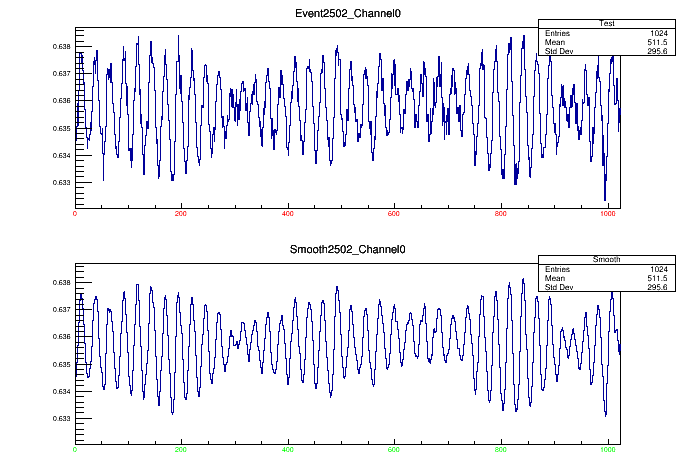 Event2502_Channel0
Test
Entries 1024
Mean 511.5
Std Dev 295.6
0.638
0.637
0.636
0.635
0.634
0.633
0 200 400 600 800 1000
Smooth2502_Channel0
Smooth
Entries 1024
Mean 511.5
Std Dev 295.6
0.638
0.637
0.636
0.635
0.634
0.633
0 200 400 600 800 1000